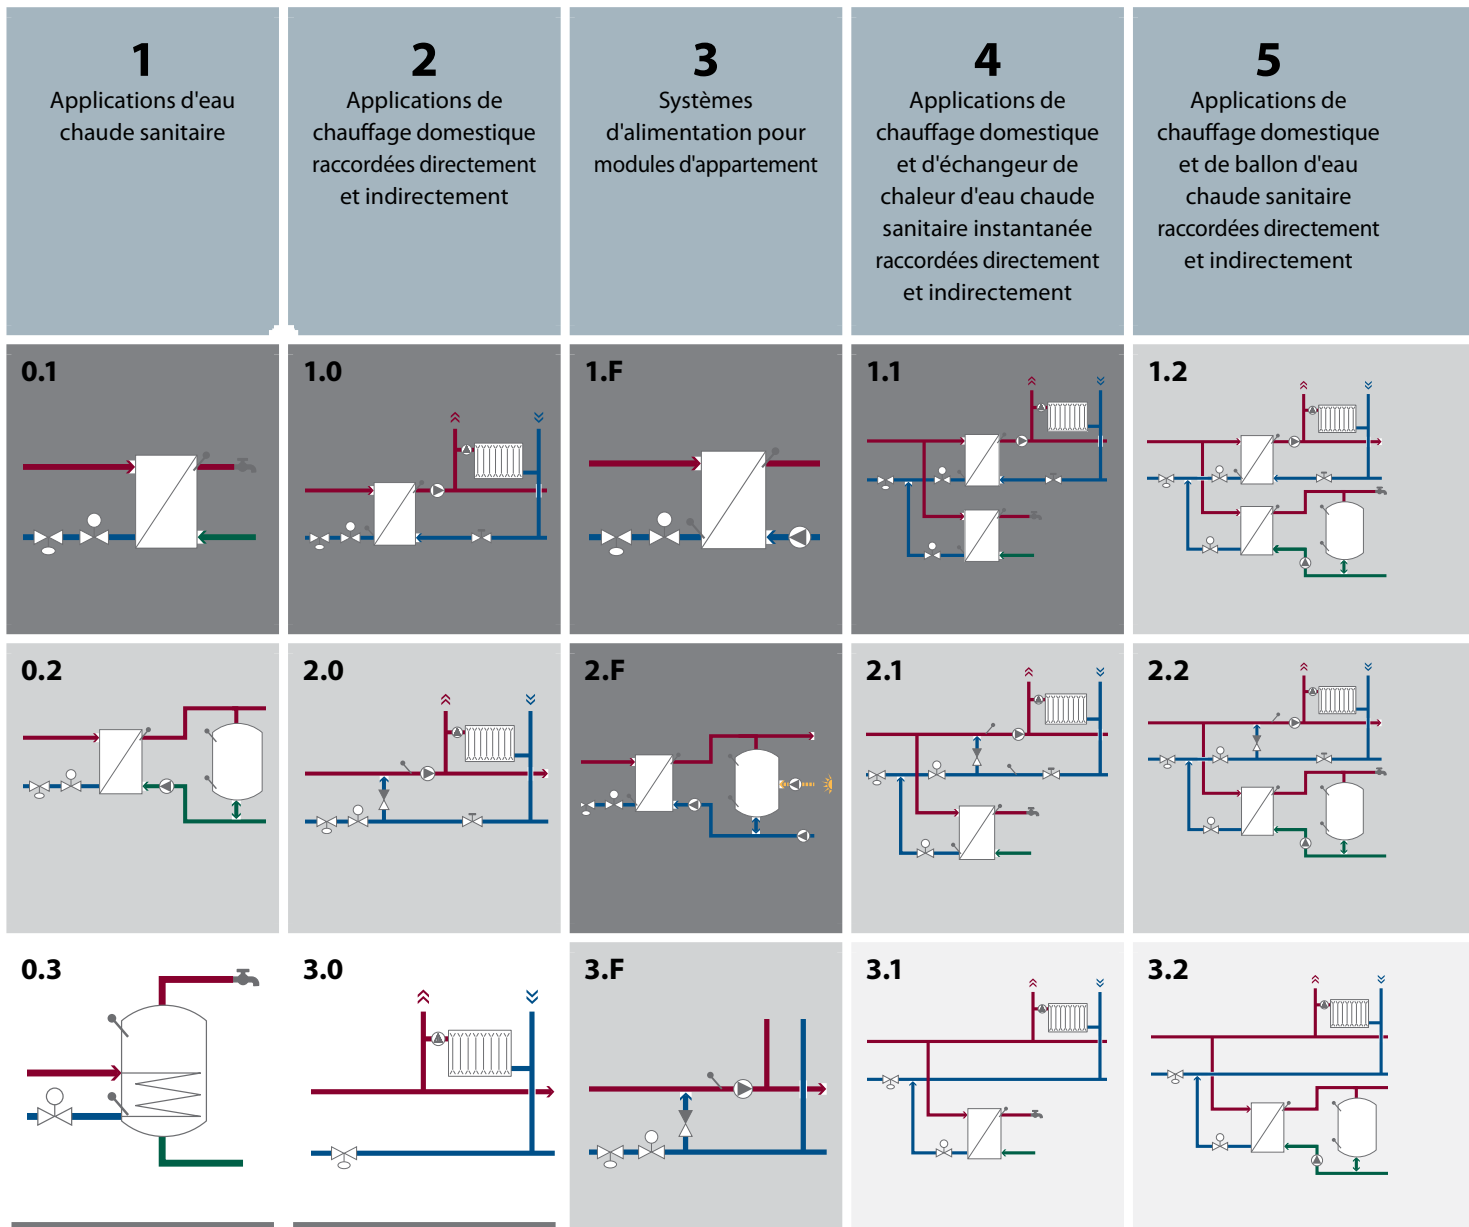 1
Applications d'eau
chaude sanitaire
2
Applications de
chauffage domestique
raccordées directement
et indirectement
3
Systèmes
d'alimentation pour
modules d'appartement
4
Applications de
chauffage domestique
et d'échangeur de
chaleur d'eau chaude
sanitaire instantanée
raccordées directement
et indirectement
5
Applications de
chauffage domestique
et de ballon d'eau
chaude sanitaire
raccordées directement
et indirectement
0.1
1.0
1.F
1.1
1.2
0.2
2.0
2.F
2.1
2.2
0.3
3.0
3.F
3.1
3.2